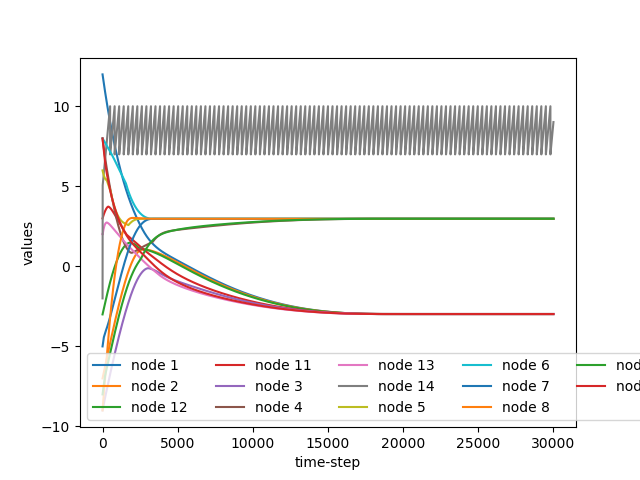 10
5
0
−5
−10
values
node 1
node 11
node 13
node 6
nod
node 2
node 3
node 14
node 7
nod
node 12
node 4
node 5
node 8
0
5000
10000
15000
20000
25000
30000
time-step